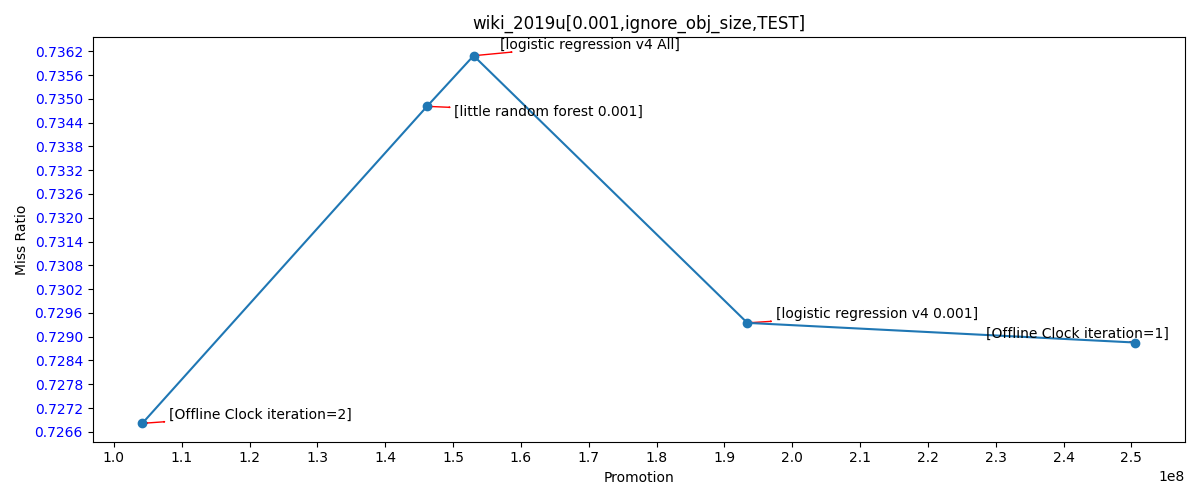 wiki_2019u[0.001,ignore_obj_size,TEST]
[logistic regression v4 All]
[little random forest 0.001]
[logistic regression v4 0.001]
[Offline Clock iteration=1]
[Offline Clock iteration=2]
Miss Ratio
0.7362
0.7356
0.7350
0.7344
0.7338
0.7332
0.7326
0.7320
0.7314
0.7308
0.7302
0.7296
0.7290
0.7284
0.7278
0.7272
0.7266
1.0 1.1 1.2 1.3 1.4 1.5 1.6 1.7 1.8 1.9 2.0 2.1 2.2 2.3 2.4 2.5
1e8
Promotion